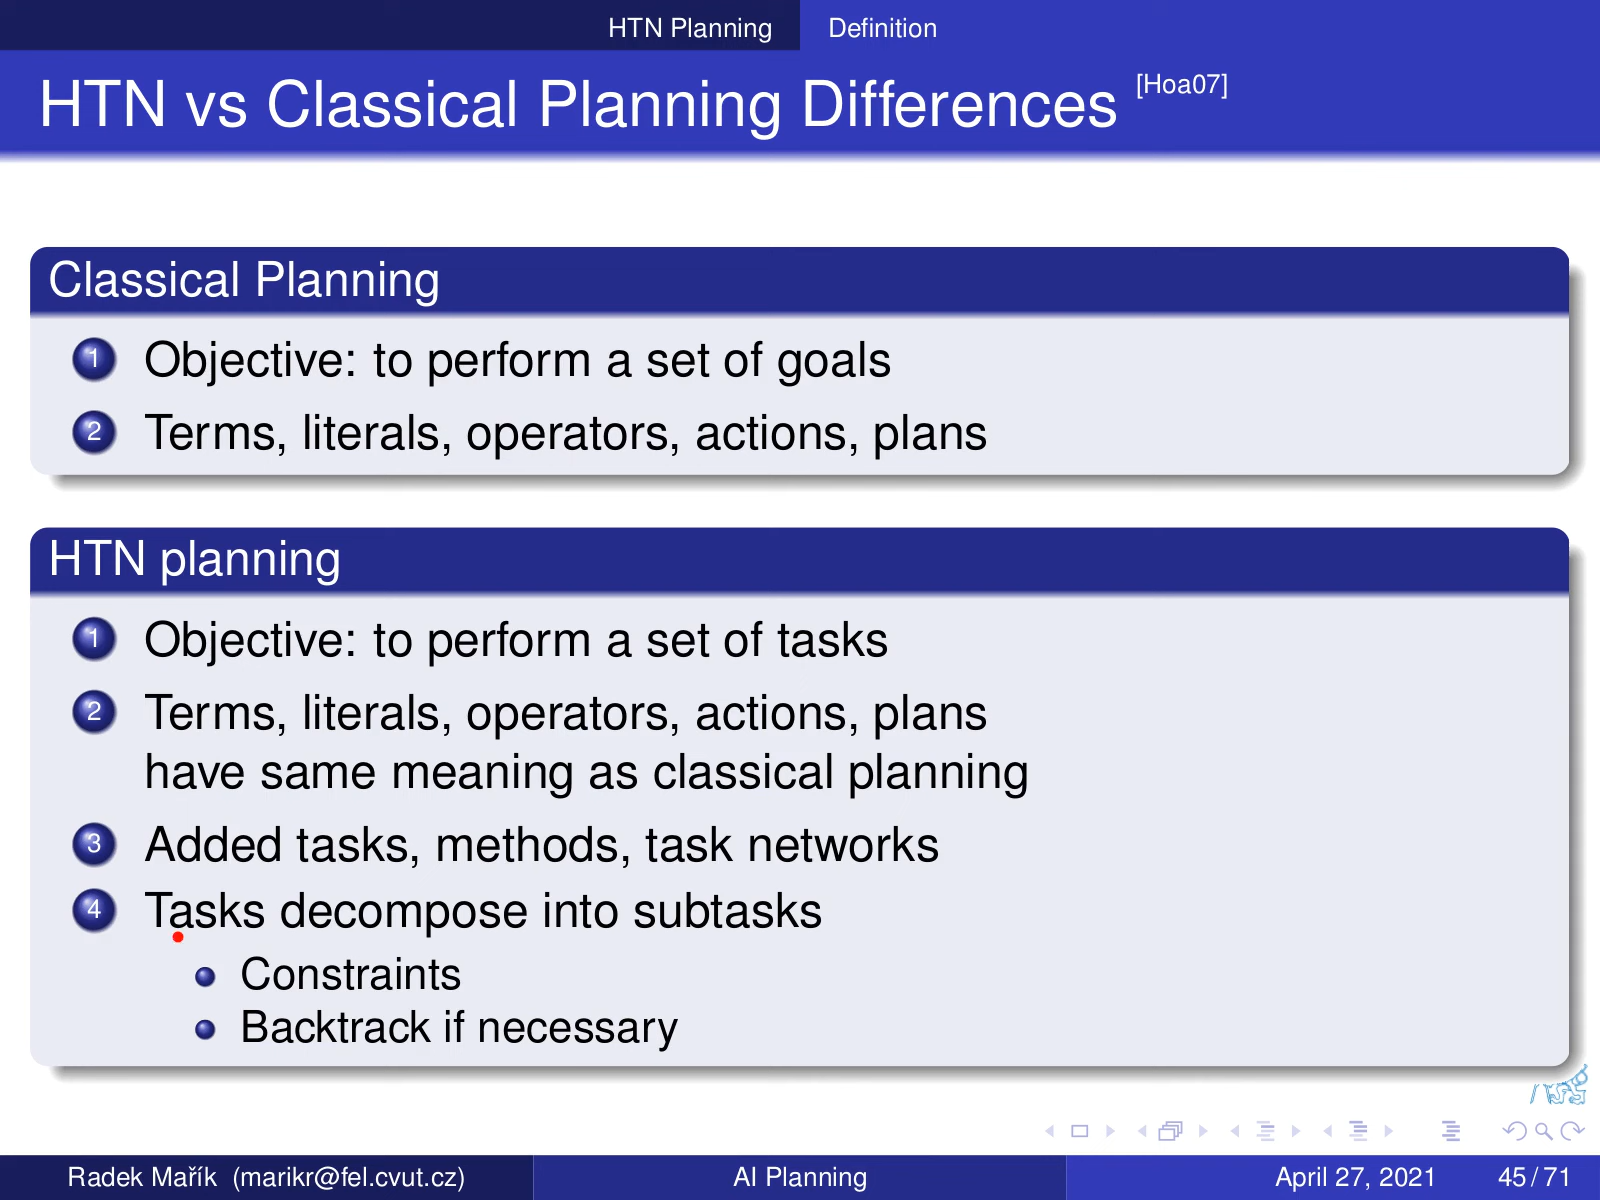 HTN Planning Definition
HTN vs Classical Planning Differences [Hoa07]
Classical Planning
1 Objective: to perform a set of goals
2 Terms, literals, operators, actions, plans
HTN planning
1 Objective: to perform a set of tasks
2 Terms, literals, operators, actions, plans
have same meaning as classical planning
3 Added tasks, methods, task networks
4 Tasks decompose into subtasks
Constraints
Backtrack if necessary
Radek Mařík (marikr@fel.cvut.cz) AI Planning April 27, 2021 45 / 71